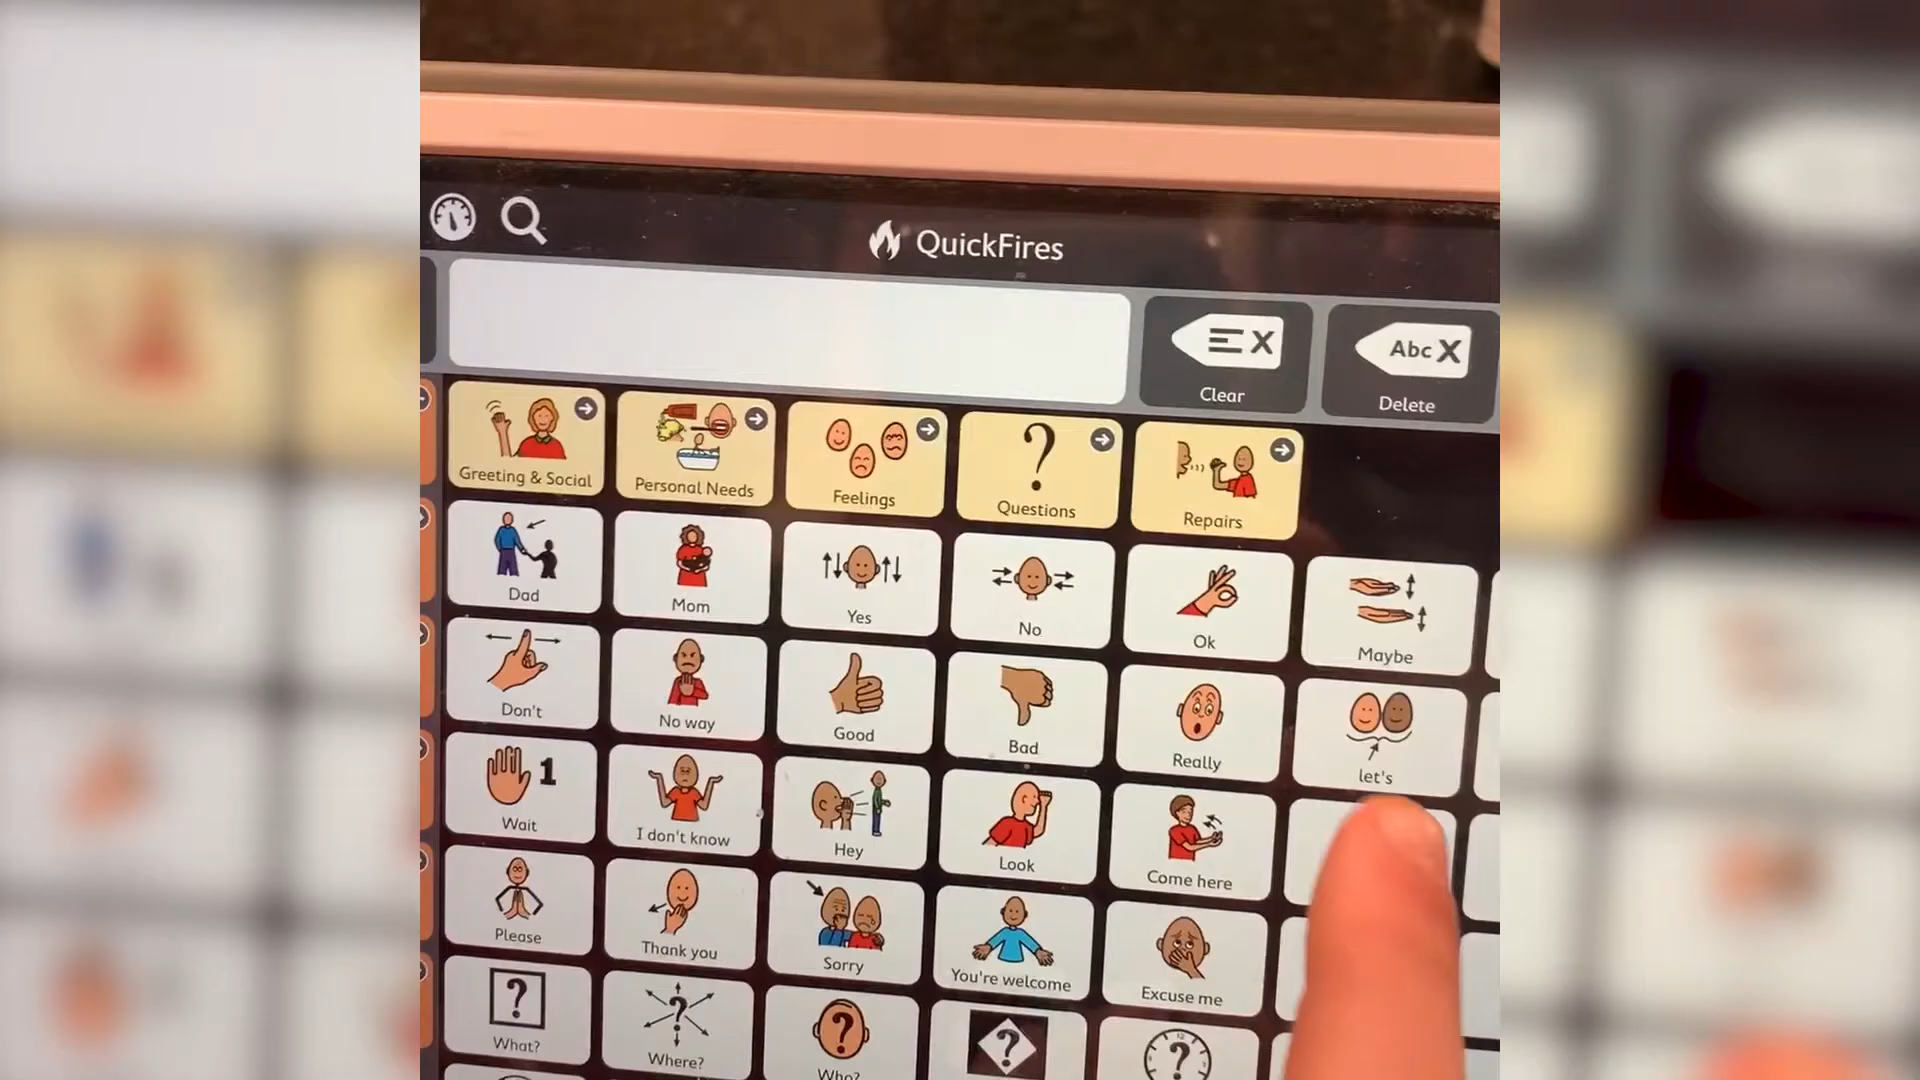 QuickFires
Clear
Abc X
Delete
Greeting & Social
Personal Needs
Feelings
?
Questions
Repairs
Dad
Mom
Yes
No
Ok
Maybe
Don't
No way
Good
Bad
Really
let's
1
Wait
I don't know
Hey
Look
Come here
Please
Thank you
Sorry
You're welcome
Excuse me
?
What?
?
Where?
?
Who?
?
?